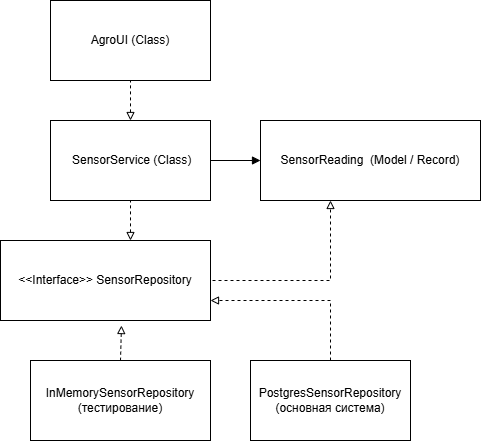 AgroUI (Class)
SensorService (Class)
SensorReading (Model / Record)
<<Interface>> SensorRepository
InMemorySensorRepository
(тестирование)
PostgresSensorRepository
(основная система)